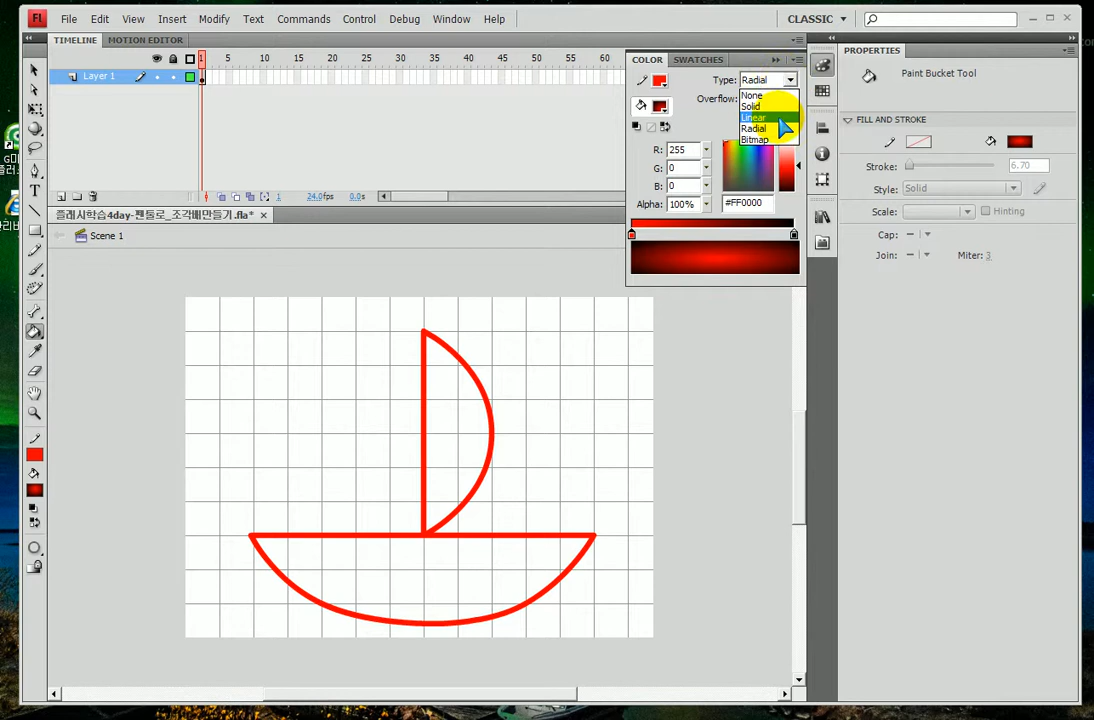 FL File Edit View Insert Modify Text Commands Control Debug Window Help CLASSIC
TIMELINE MOTION EDITOR
1 5 10 15 20 25 30 35 40 45 50 55 60
Layer 1
1 24.0fps 0.0s
플래시학습4day-펜툴로_조각배만들기.fla*
Scene 1
COLOR SWATCHES
Type: Radial
None
Overflow:
Solid
Linear
Radial
Bitmap
R: 255
G: 0
B: 0
Alpha: 100% #FF0000
PROPERTIES
Paint Bucket Tool
FILL AND STROKE
Stroke: 6.70
Style: Solid
Scale: Hinting
Cap: –
Join: – Miter: 3